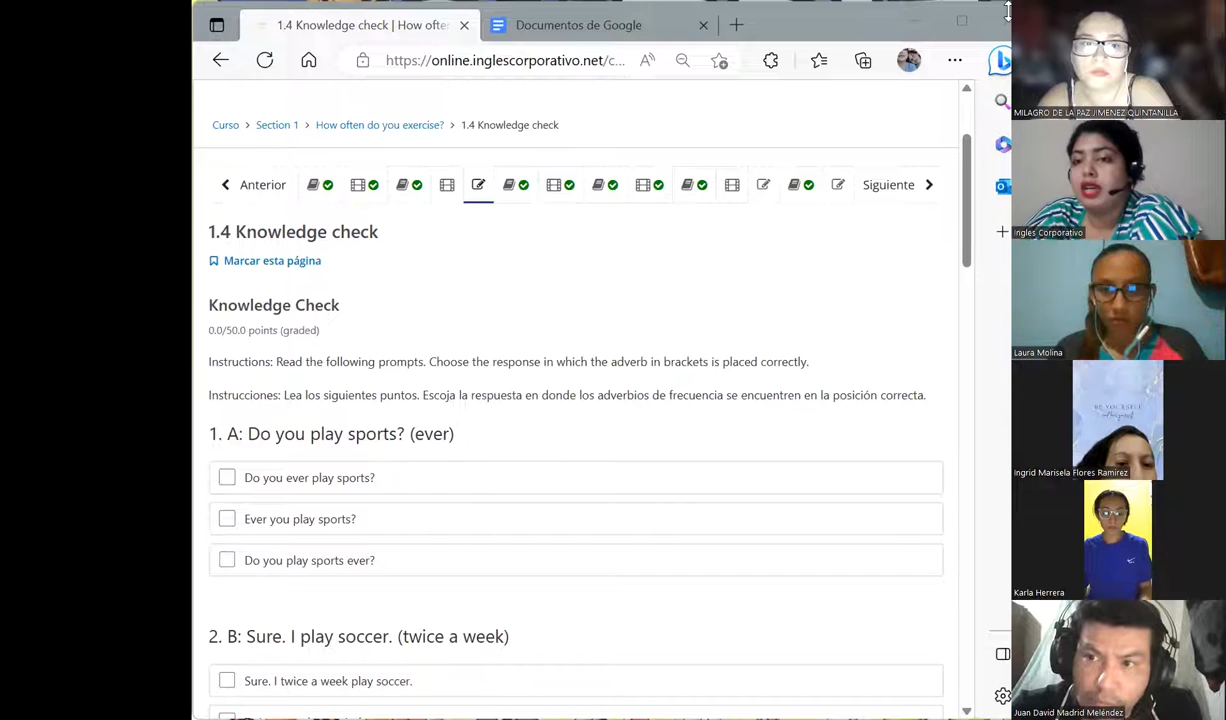 1.4 Knowledge check | How ofte
Documentos de Google
https://online.inglescorporativo.net/c...
Curso > Section 1 > How often do you exercise? > 1.4 Knowledge check
Anterior
Siguiente
1.4 Knowledge check
Marcar esta página
Knowledge Check
0.0/50.0 points (graded)
Instructions: Read the following prompts. Choose the response in which the adverb in brackets is placed correctly.
Instrucciones: Lea los siguientes puntos. Escoja la respuesta en donde los adverbios de frecuencia se encuentren en la posición correcta.
1. A: Do you play sports? (ever)
Do you ever play sports?
Ever you play sports?
Do you play sports ever?
2. B: Sure. I play soccer. (twice a week)
Sure. I twice a week play soccer.
MILAGRO DE LA PAZ JIMENEZ QUINTANILLA
Ingles Corporativo
Laura Molina
BE YOURSELF
Ingrid Marisela Flores Ramirez
Karla Herrera
Juan David Madrid Meléndez